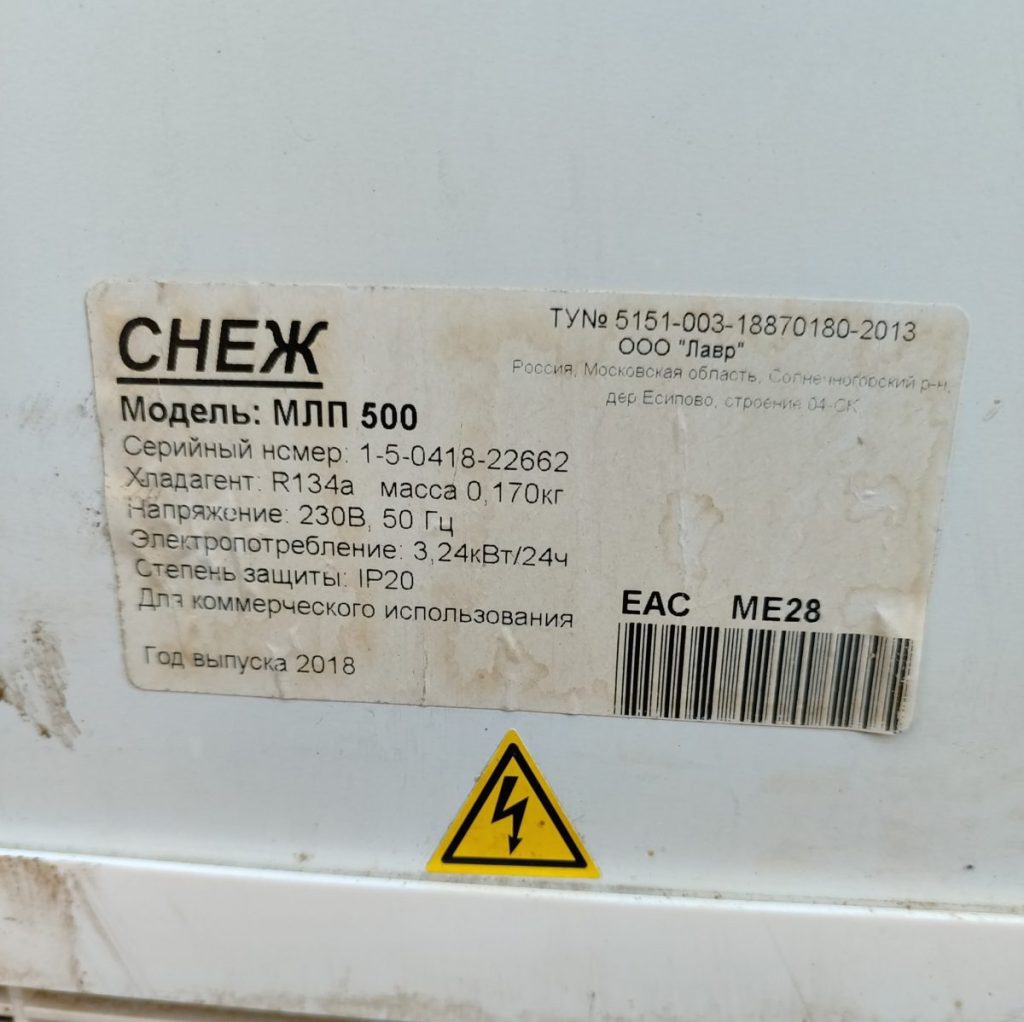 СНЕЖ
Модель: МЛП 500
Серийный номер: 1-5-0418-22662
Хладагент: R134a масса 0,170кг
Напряжение: 230В, 50 Гц
Электропотребление: 3,24кВт/24ч
Степень защиты: IP20
Для коммерческого использования
Год выпуска 2018
ТУ№ 5151-003-18870180-2013
ООО "Лавр"
Россия, Московская область, Солнечногорский р-н,
дер Есипово, строение 04-СК
EAC ME28